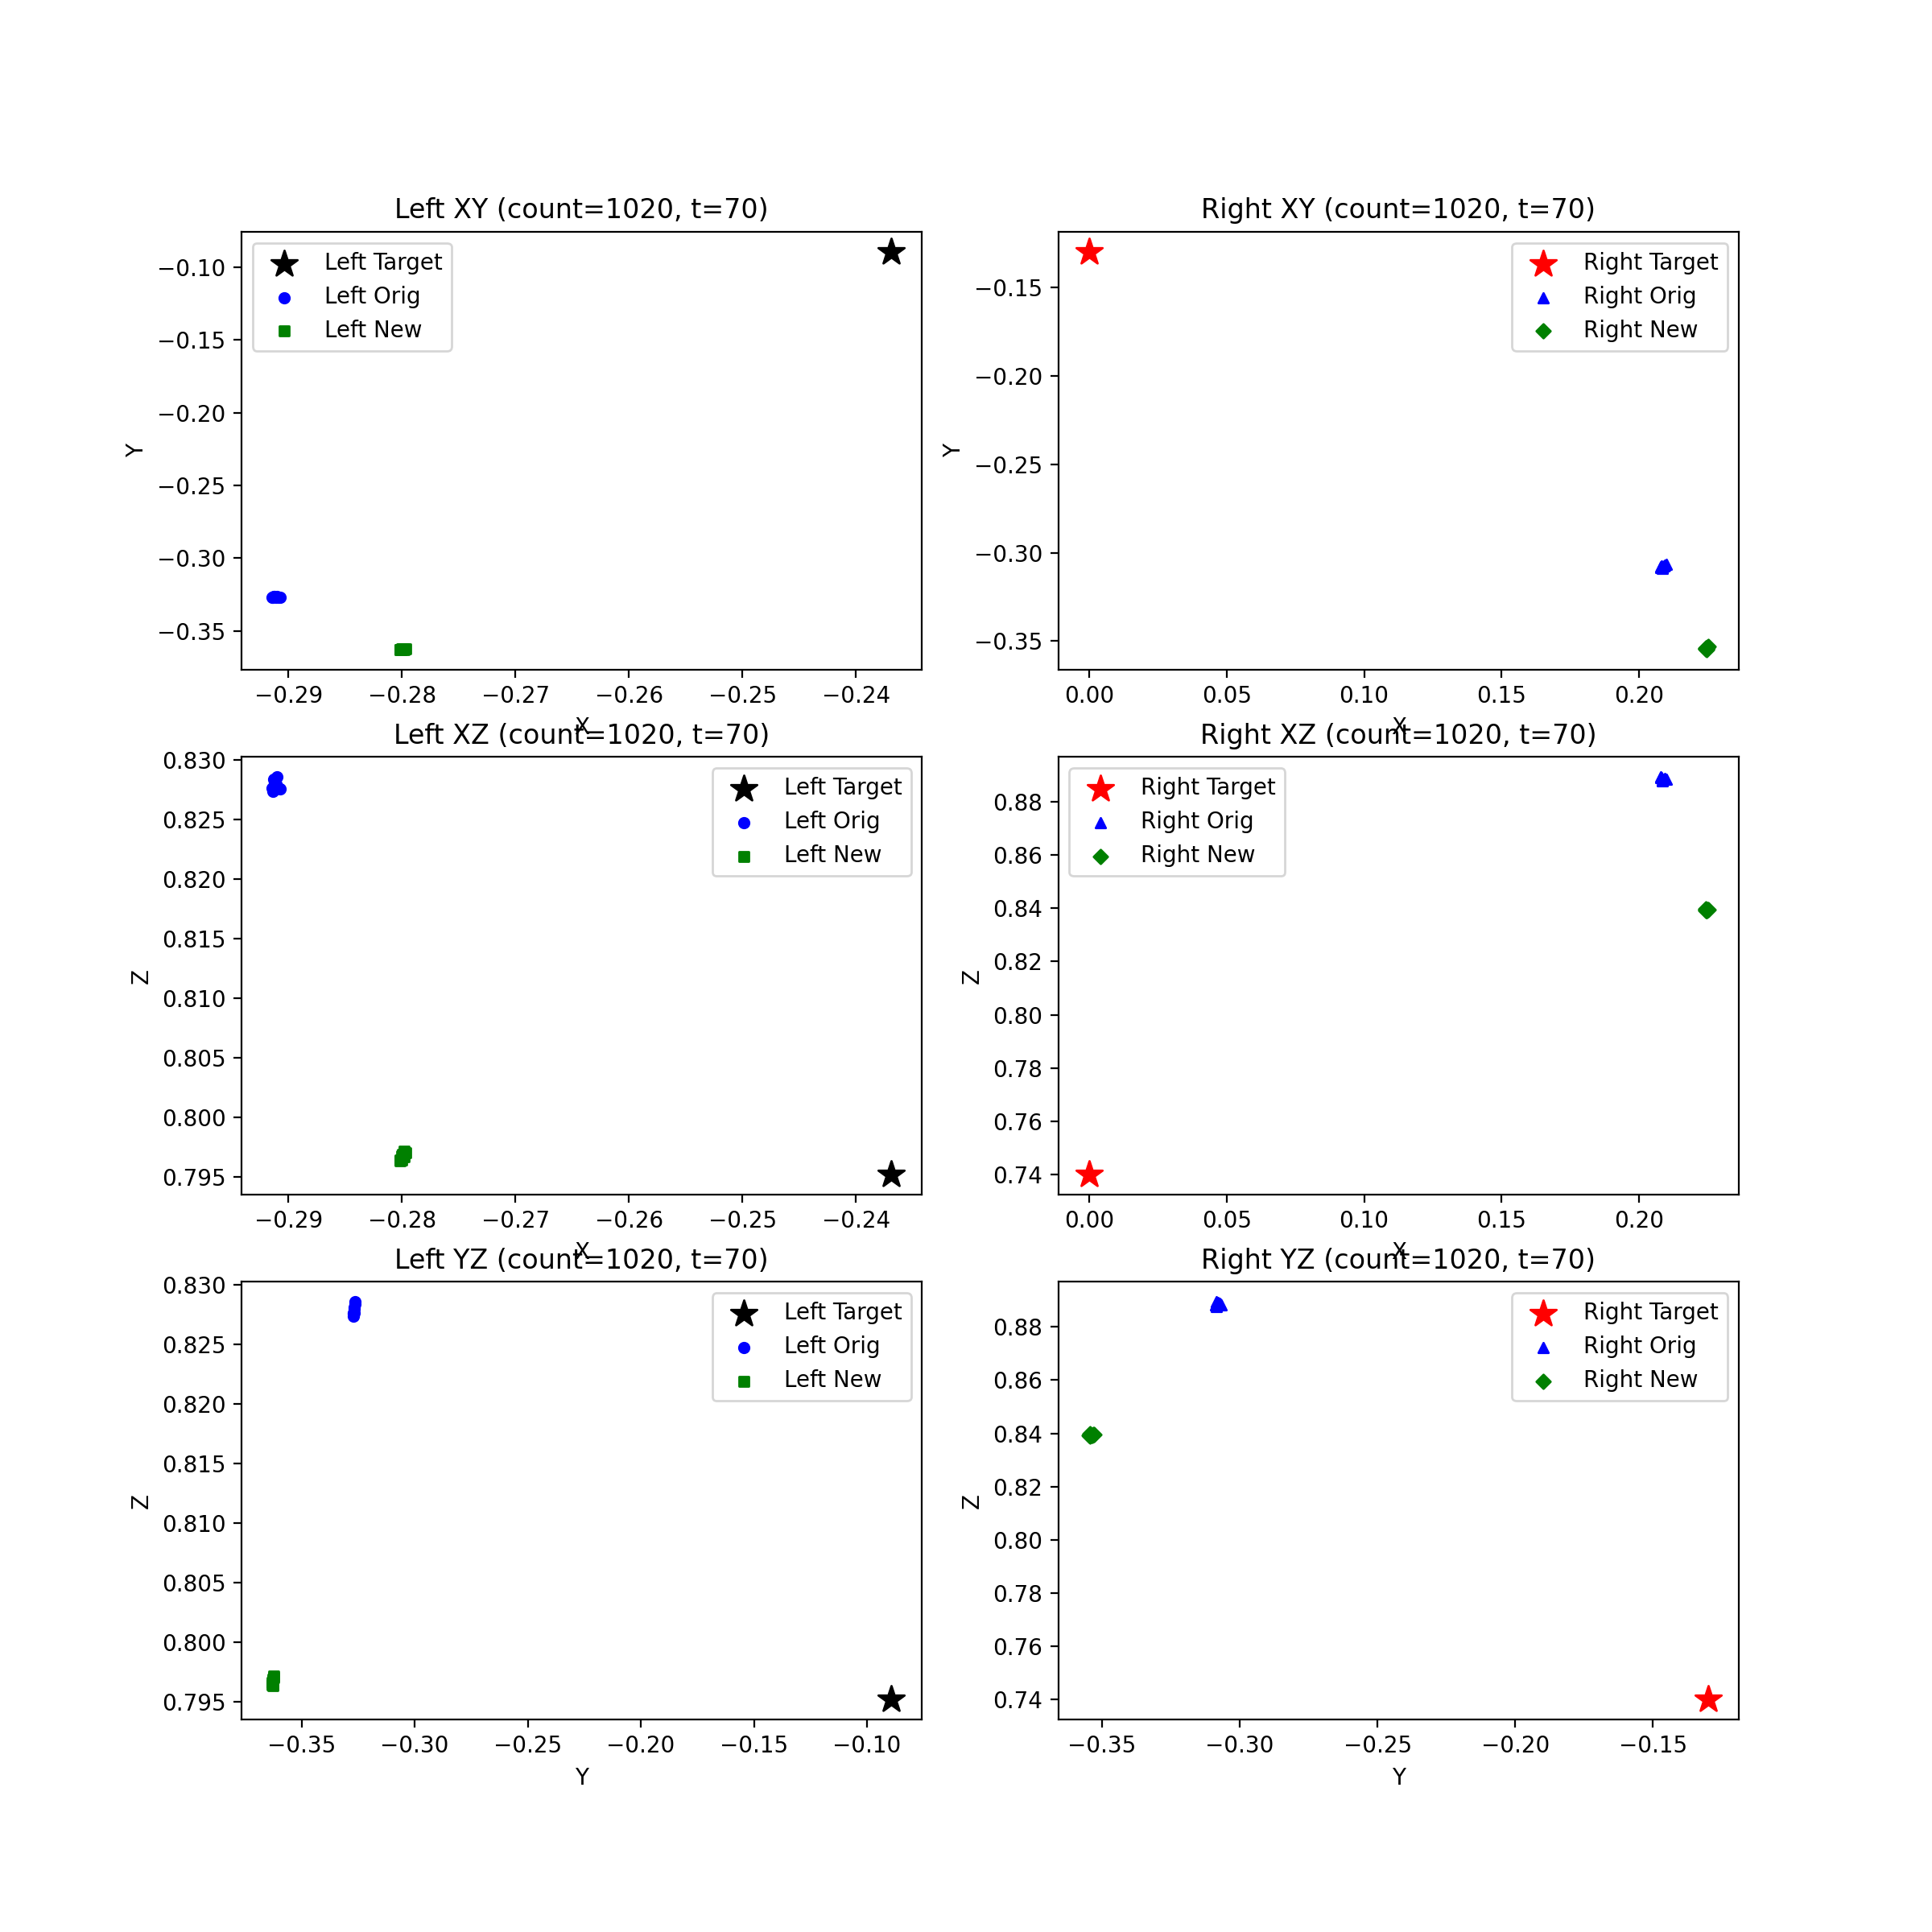 Left XY (count=1020, t=70)
Left Target
Left Orig
Left New
−0.10
−0.15
−0.20
−0.25
−0.30
−0.35
Y
−0.29 −0.28 −0.27 −0.26 −0.25 −0.24
X
Right XY (count=1020, t=70)
Right Target
Right Orig
Right New
−0.15
−0.20
−0.25
−0.30
−0.35
Y
0.00 0.05 0.10 0.15 0.20
X
Left XZ (count=1020, t=70)
Left Target
Left Orig
Left New
0.830
0.825
0.820
0.815
0.810
0.805
0.800
0.795
Z
−0.29 −0.28 −0.27 −0.26 −0.25 −0.24
X
Right XZ (count=1020, t=70)
Right Target
Right Orig
Right New
0.88
0.86
0.84
0.82
0.80
0.78
0.76
0.74
Z
0.00 0.05 0.10 0.15 0.20
X
Left YZ (count=1020, t=70)
Left Target
Left Orig
Left New
0.830
0.825
0.820
0.815
0.810
0.805
0.800
0.795
Z
−0.35 −0.30 −0.25 −0.20 −0.15 −0.10
Y
Right YZ (count=1020, t=70)
Right Target
Right Orig
Right New
0.88
0.86
0.84
0.82
0.80
0.78
0.76
0.74
Z
−0.35 −0.30 −0.25 −0.20 −0.15
Y